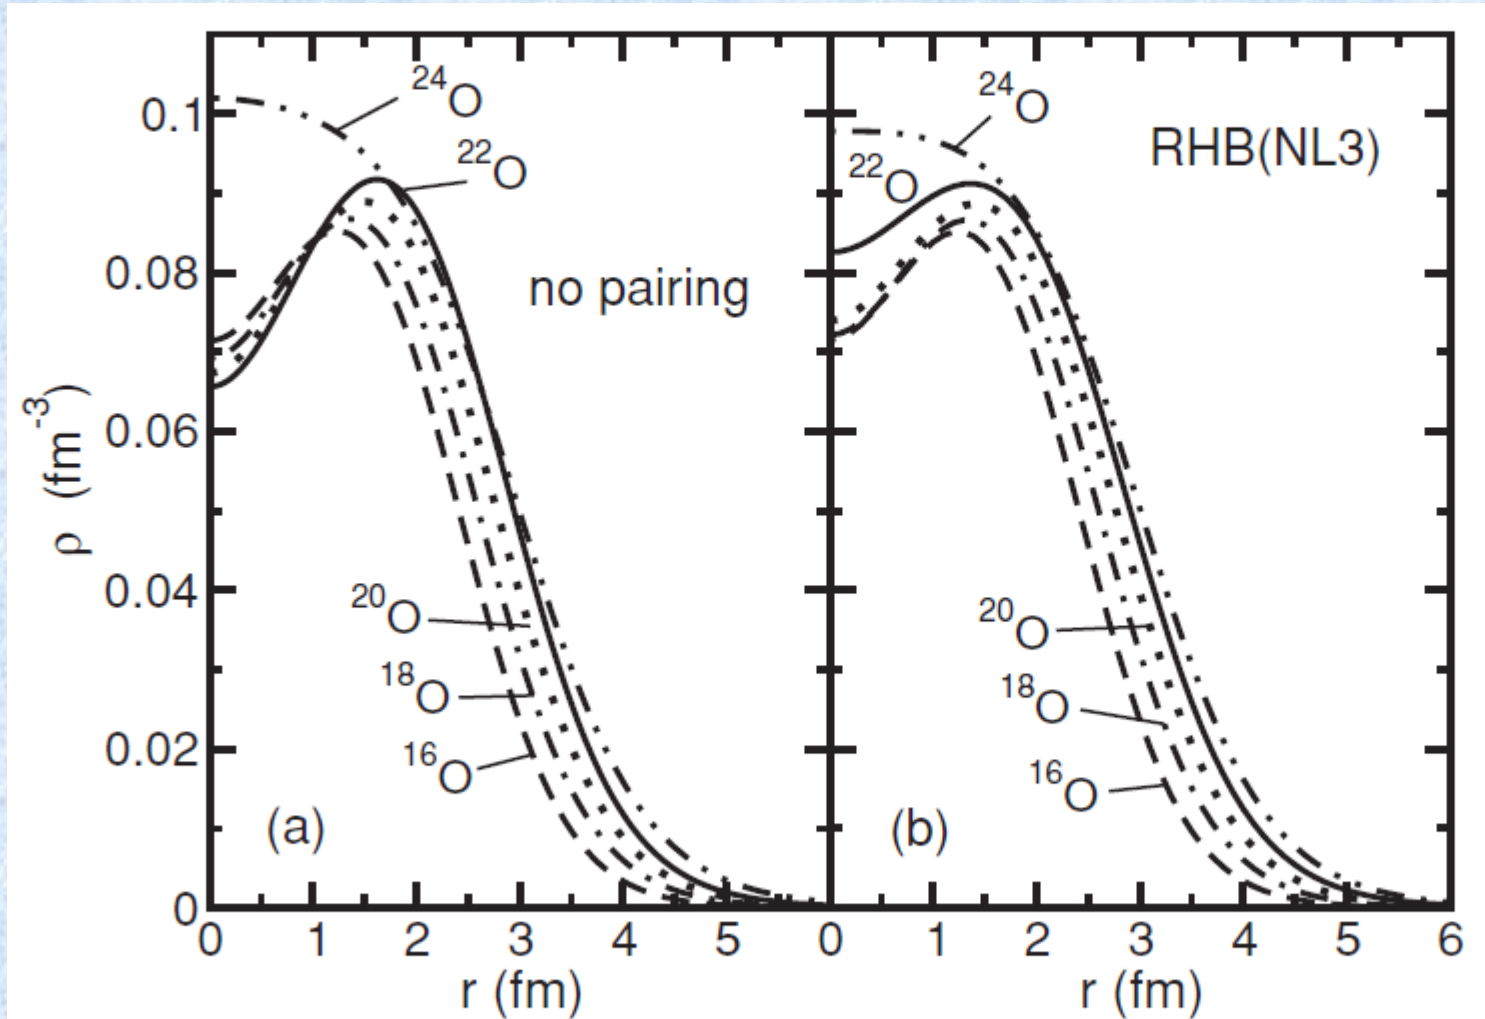 ²⁴O
²²O
no pairing
²⁰O
¹⁸O
¹⁶O
(a)
0.1
0.08
0.06
0.04
0.02
0
ρ (fm⁻³)
0 1 2 3 4 5
r (fm)
²⁴O
RHB(NL3)
²²O
²⁰O
¹⁸O
¹⁶O
(b)
0 1 2 3 4 5 6
r (fm)